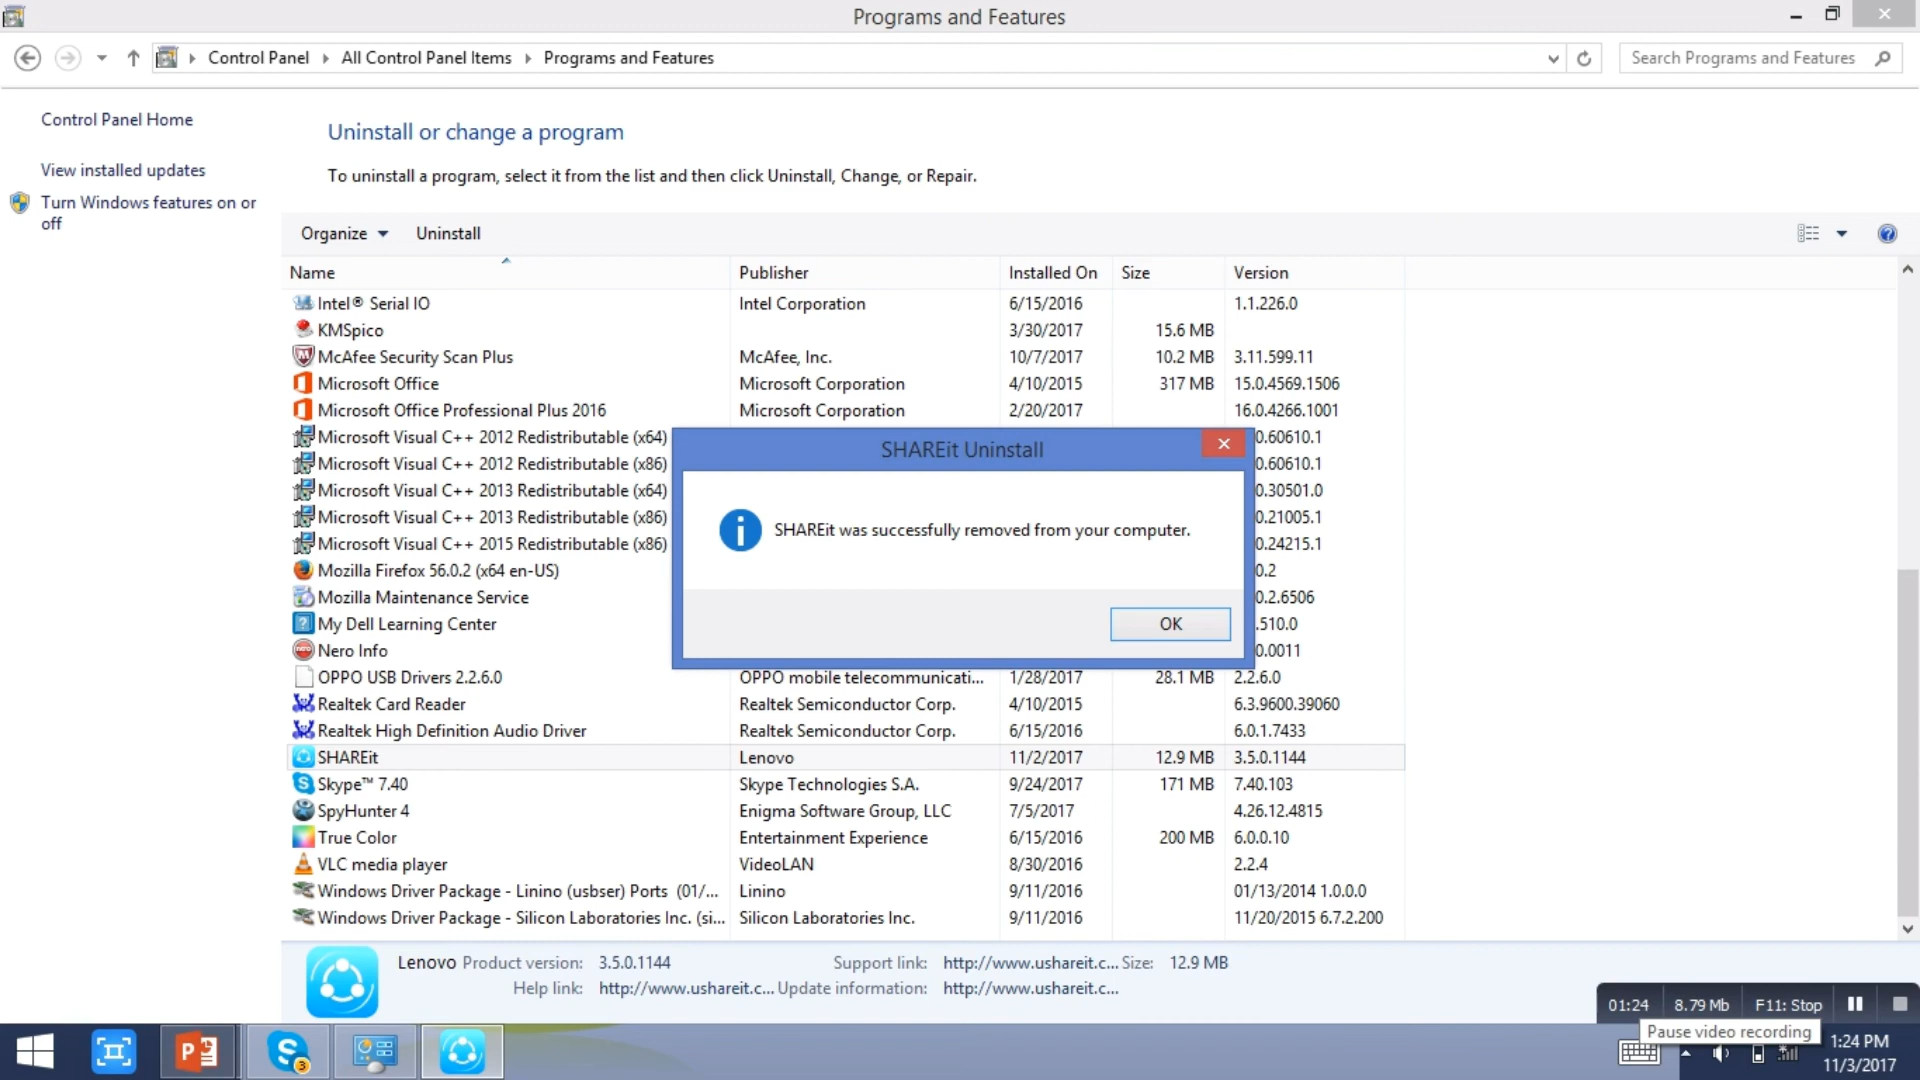 Programs and Features
Control Panel All Control Panel Items Programs and Features
Search Programs and Features
Control Panel Home
View installed updates
Turn Windows features on or
off
Uninstall or change a program
To uninstall a program, select it from the list and then click Uninstall, Change, or Repair.
Organize Uninstall
Name Publisher Installed On Size Version
Intel® Serial IO Intel Corporation 6/15/2016 1.1.226.0
KMSpico 3/30/2017 15.6 MB
McAfee Security Scan Plus McAfee, Inc. 10/7/2017 10.2 MB 3.11.599.11
Microsoft Office Microsoft Corporation 4/10/2015 317 MB 15.0.4569.1506
Microsoft Office Professional Plus 2016 Microsoft Corporation 2/20/2017 16.0.4266.1001
Microsoft Visual C++ 2012 Redistributable (x64) 0.60610.1
Microsoft Visual C++ 2012 Redistributable (x86) 0.60610.1
Microsoft Visual C++ 2013 Redistributable (x64) 0.30501.0
Microsoft Visual C++ 2013 Redistributable (x86) 0.21005.1
Microsoft Visual C++ 2015 Redistributable (x86) 0.24215.1
Mozilla Firefox 56.0.2 (x64 en-US) 0.2
Mozilla Maintenance Service 0.2.6506
My Dell Learning Center .510.0
Nero Info 0.0011
SHAREit Uninstall
SHAREit was successfully removed from your computer.
OK
OPPO USB Drivers 2.2.6.0 OPPO mobile telecommunicati... 1/28/2017 28.1 MB 2.2.6.0
Realtek Card Reader Realtek Semiconductor Corp. 4/10/2015 6.3.9600.39060
Realtek High Definition Audio Driver Realtek Semiconductor Corp. 6/15/2016 6.0.1.7433
SHAREit Lenovo 11/2/2017 12.9 MB 3.5.0.1144
Skype™ 7.40 Skype Technologies S.A. 9/24/2017 171 MB 7.40.103
SpyHunter 4 Enigma Software Group, LLC 7/5/2017 4.26.12.4815
True Color Entertainment Experience 6/15/2016 200 MB 6.0.0.10
VLC media player VideoLAN 8/30/2016 2.2.4
Windows Driver Package - Linino (usbser) Ports (01/... Linino 9/11/2016 01/13/2014 1.0.0.0
Windows Driver Package - Silicon Laboratories Inc. (si... Silicon Laboratories Inc. 9/11/2016 11/20/2015 6.7.2.200
Lenovo Product version: 3.5.0.1144 Support link: http://www.ushareit.c... Size: 12.9 MB
Help link: http://www.ushareit.c... Update information: http://www.ushareit.c...
01:24 8.79 Mb F11: Stop
Pause video recording
3
1:24 PM
11/3/2017